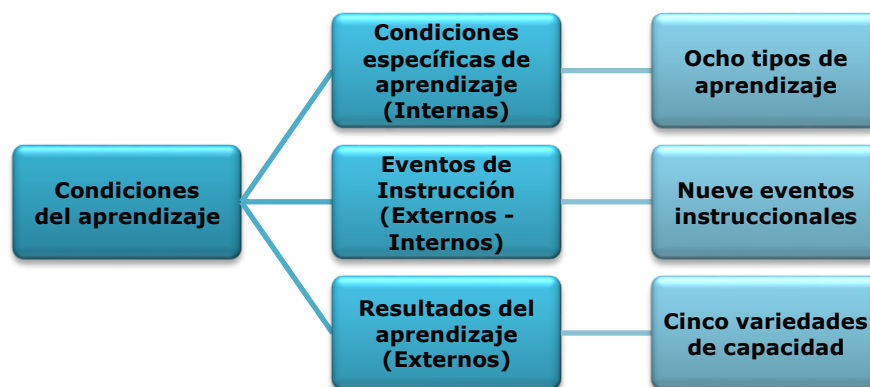 Condiciones
del aprendizaje
Condiciones
específicas de
aprendizaje
(Internas)
Ocho tipos de
aprendizaje
Eventos de
Instrucción
(Externos -
Internos)
Nueve eventos
instruccionales
Resultados del
aprendizaje
(Externos)
Cinco variedades
de capacidad